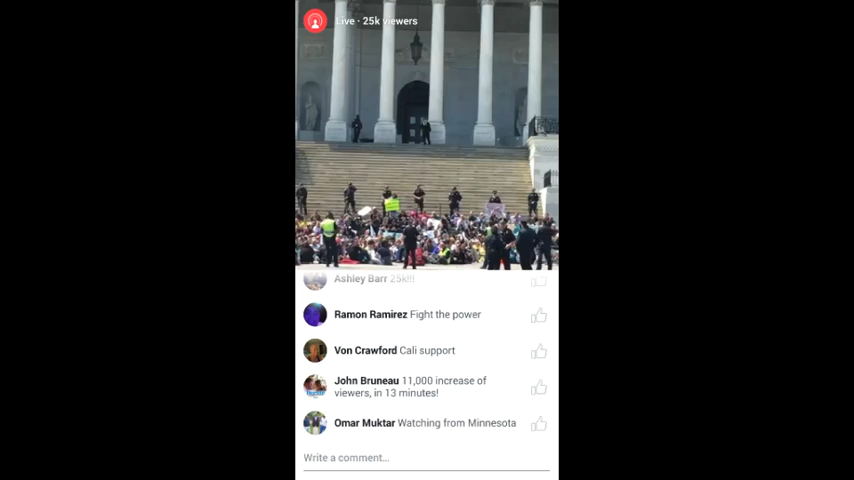 Live · 25k viewers
Ashley Barr 25k!!!
Ramon Ramirez Fight the power
Von Crawford Cali support
John Bruneau 11,000 increase of
viewers, in 13 minutes!
Omar Muktar Watching from Minnesota
Write a comment...